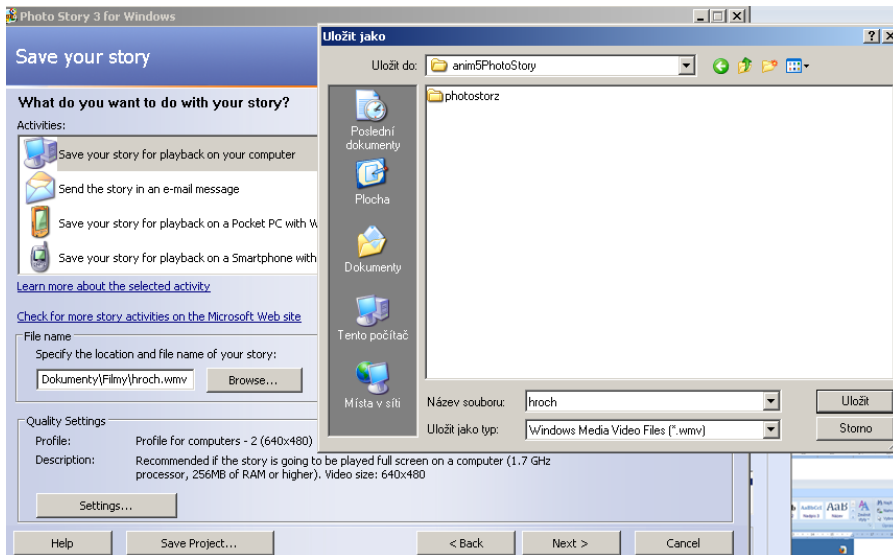 Photo Story 3 for Windows
Save your story
What do you want to do with your story?
Activities:
Save your story for playback on your computer
Send the story in an e-mail message
Save your story for playback on a Pocket PC with W
Save your story for playback on a Smartphone with
Learn more about the selected activity
Check for more story activities on the Microsoft Web site
File name
Specify the location and file name of your story:
Dokumenty\Filmy\hroch.wmv
Browse...
Quality Settings
Profile: Profile for computers - 2 (640x480)
Description: Recommended if the story is going to be played full screen on a computer (1.7 GHz
processor, 256MB of RAM or higher). Video size: 640x480
Settings...
Help
Save Project...
< Back
Next >
Cancel
Uložit jako
Uložit do: anim5PhotoStory
photostorz
Poslední
dokumenty
Plocha
Dokumenty
Tento počítač
Místa v síti
Název souboru: hroch
Uložit
Uložit jako typ: Windows Media Video Files (*.wmv)
Storno